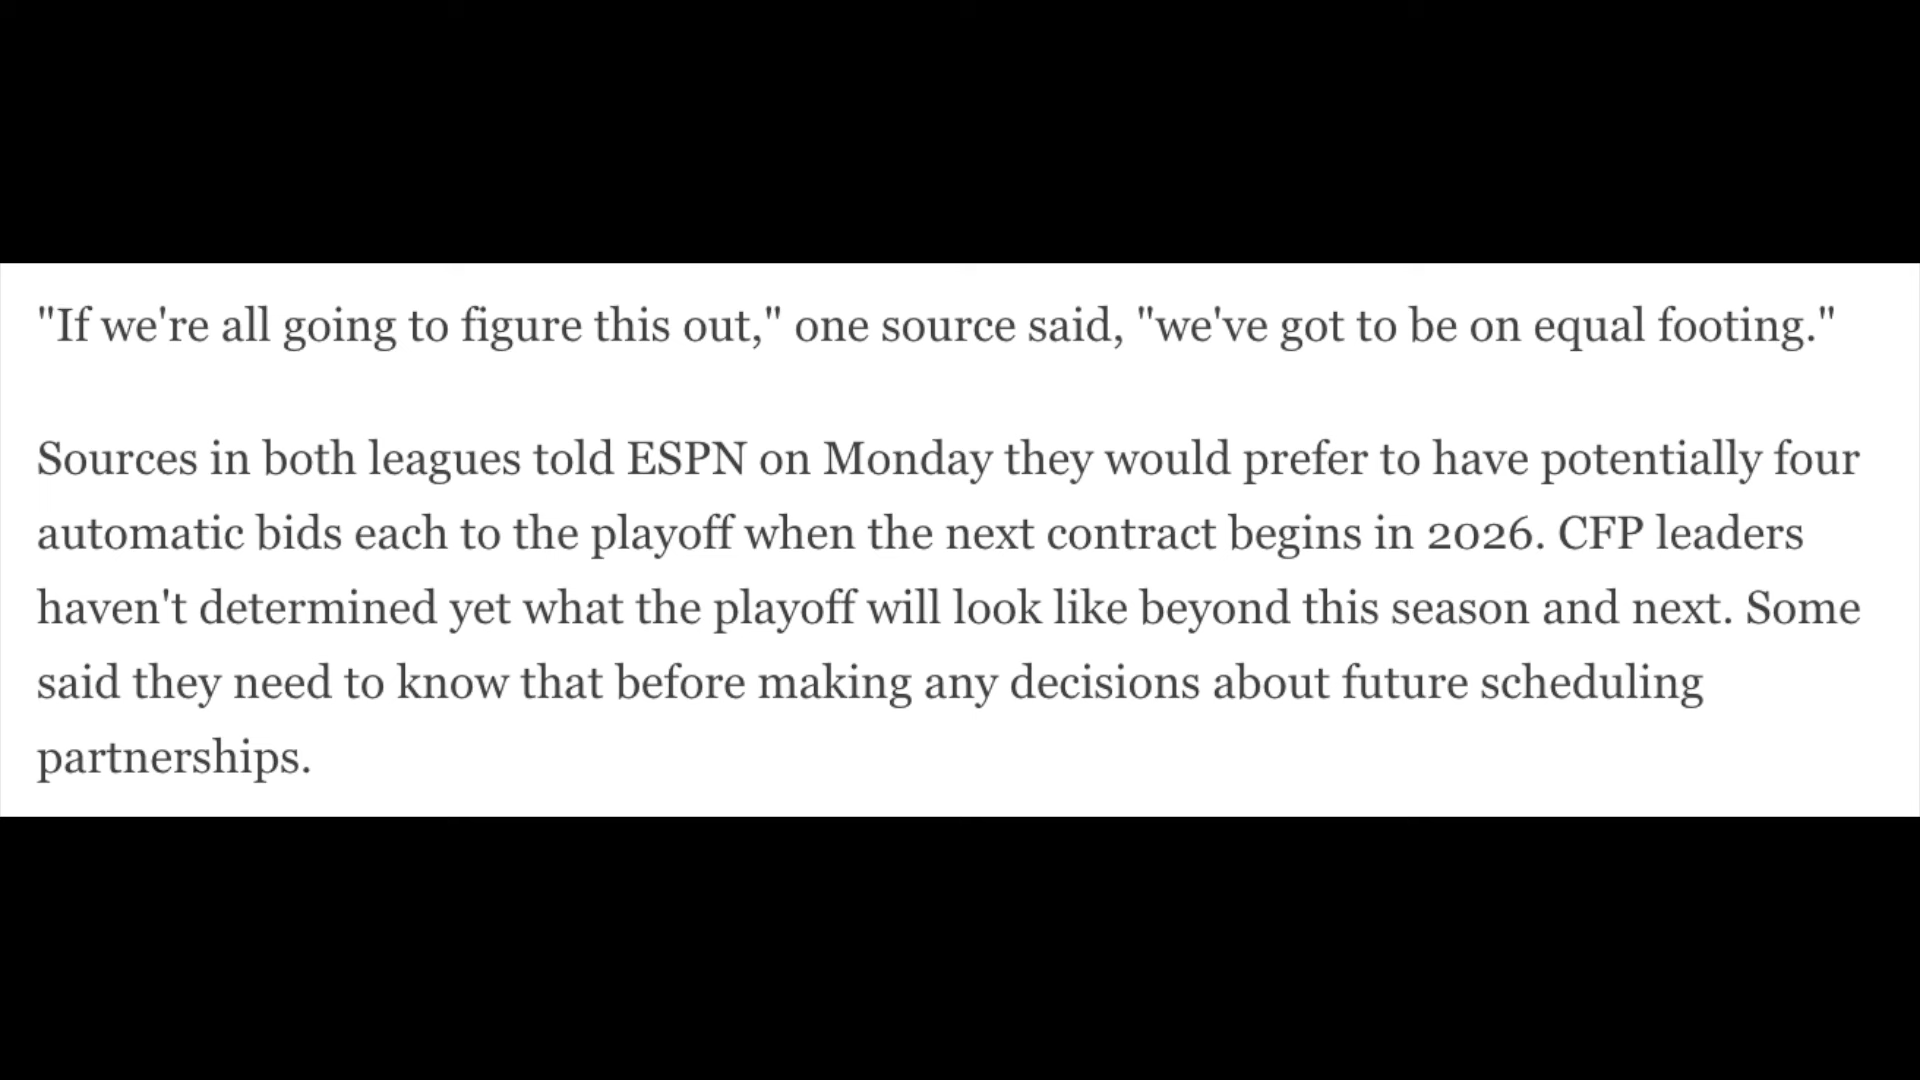 "If we're all going to figure this out," one source said, "we've got to be on equal footing."
Sources in both leagues told ESPN on Monday they would prefer to have potentially four
automatic bids each to the playoff when the next contract begins in 2026. CFP leaders
haven't determined yet what the playoff will look like beyond this season and next. Some
said they need to know that before making any decisions about future scheduling
partnerships.